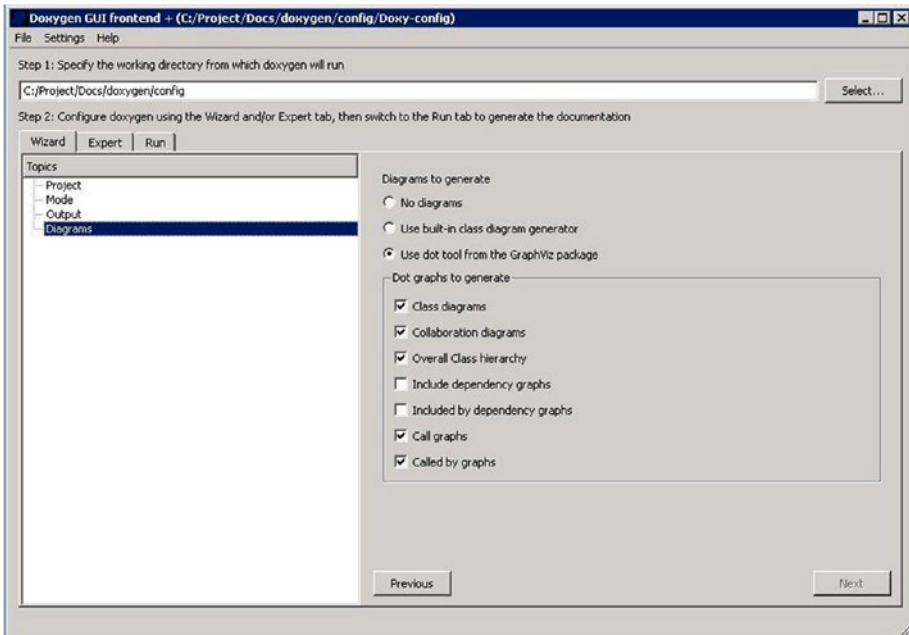 Doxygen GUI frontend + (C:/Project/Docs/doxygen/config/Doxy-config)
File Settings Help
Step 1: Specify the working directory from which doxygen will run
C:/Project/Docs/doxygen/config
Select...
Step 2: Configure doxygen using the Wizard and/or Expert tab, then switch to the Run tab to generate the documentation
Wizard Expert Run
Topics
Project
Mode
Output
Diagrams
Diagrams to generate
No diagrams
Use built-in class diagram generator
Use dot tool from the GraphViz package
Dot graphs to generate
Class diagrams
Collaboration diagrams
Overall Class hierarchy
Include dependency graphs
Included by dependency graphs
Call graphs
Called by graphs
Previous
Next